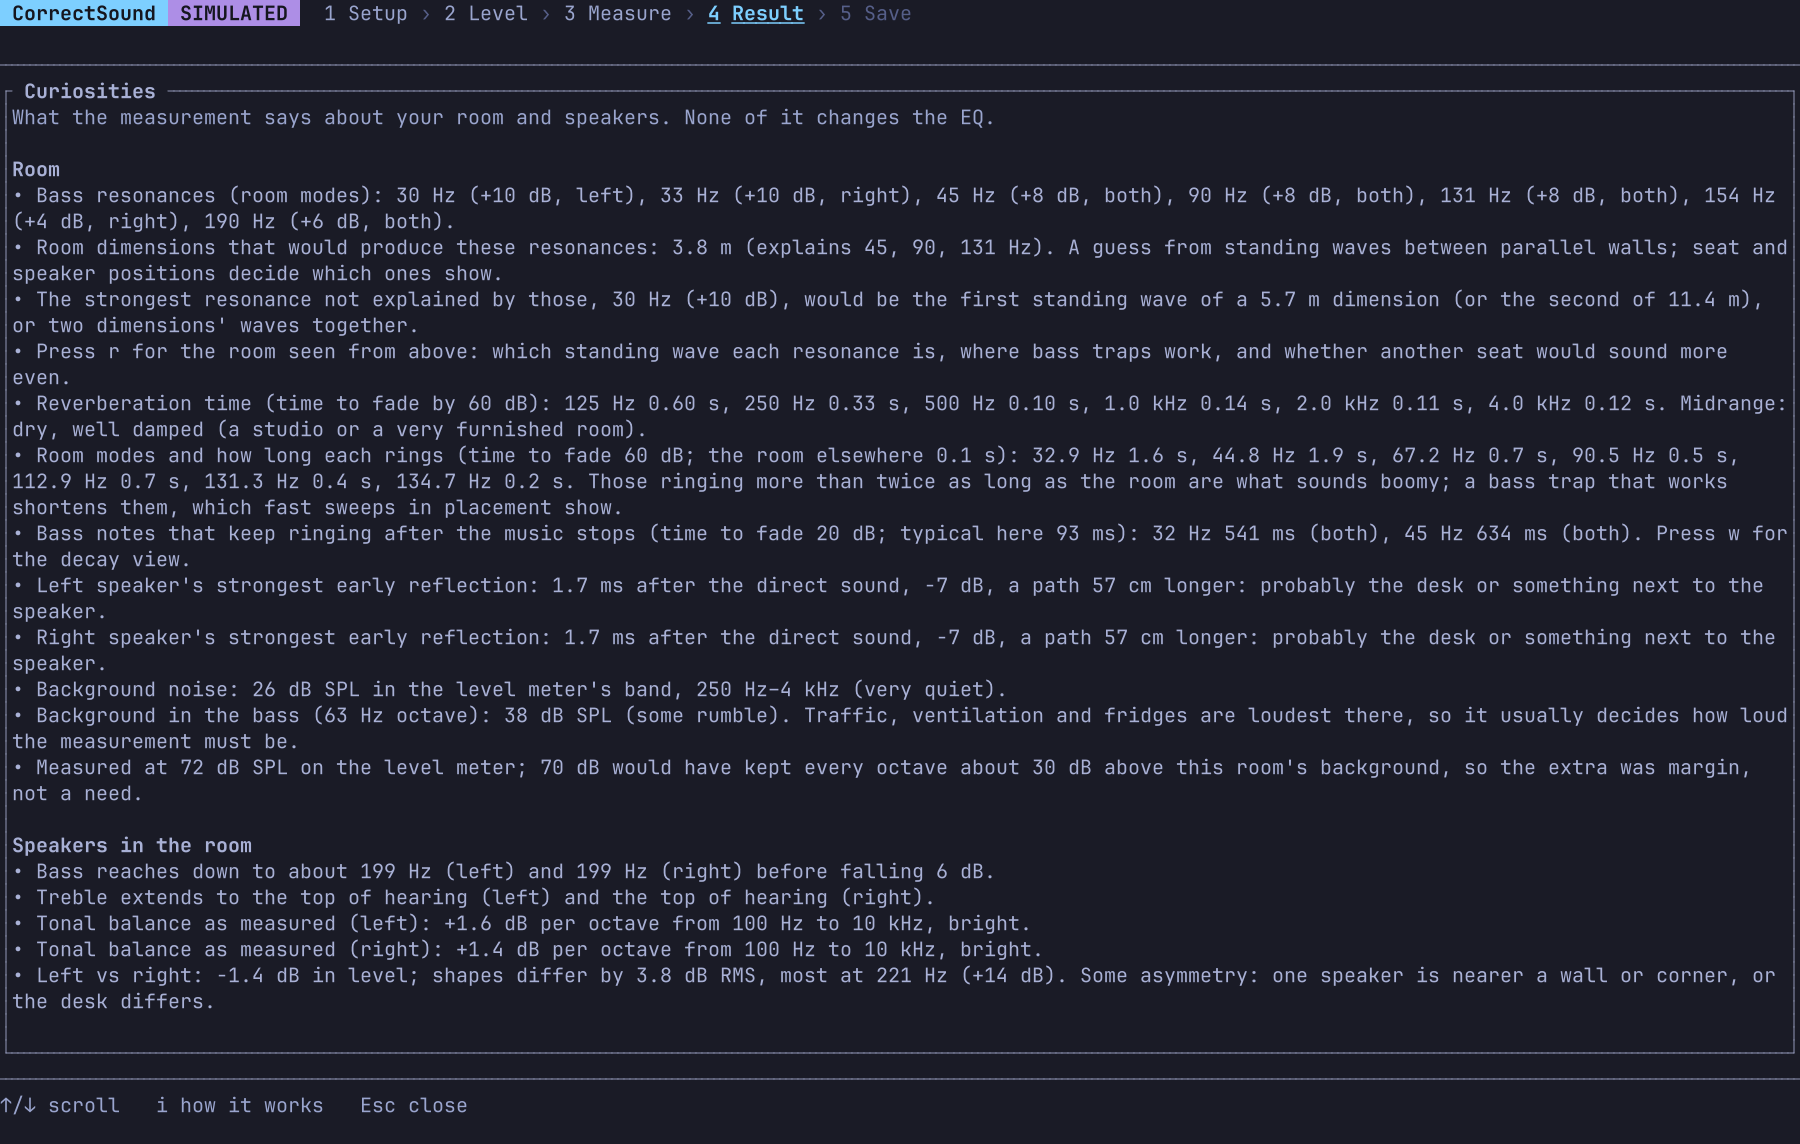 CorrectSound SIMULATED 1 Setup › 2 Level › 3 Measure › 4 Result › 5 Save
Curiosities
What the measurement says about your room and speakers. None of it changes the EQ.
Room
• Bass resonances (room modes): 30 Hz (+10 dB, left), 33 Hz (+10 dB, right), 45 Hz (+8 dB, both), 90 Hz (+8 dB, both), 131 Hz (+8 dB, both), 154 Hz
(+4 dB, right), 190 Hz (+6 dB, both).
• Room dimensions that would produce these resonances: 3.8 m (explains 45, 90, 131 Hz). A guess from standing waves between parallel walls; seat and
speaker positions decide which ones show.
• The strongest resonance not explained by those, 30 Hz (+10 dB), would be the first standing wave of a 5.7 m dimension (or the second of 11.4 m),
or two dimensions' waves together.
• Press r for the room seen from above: which standing wave each resonance is, where bass traps work, and whether another seat would sound more
even.
• Reverberation time (time to fade by 60 dB): 125 Hz 0.60 s, 250 Hz 0.33 s, 500 Hz 0.10 s, 1.0 kHz 0.14 s, 2.0 kHz 0.11 s, 4.0 kHz 0.12 s. Midrange:
dry, well damped (a studio or a very furnished room).
• Room modes and how long each rings (time to fade 60 dB; the room elsewhere 0.1 s): 32.9 Hz 1.6 s, 44.8 Hz 1.9 s, 67.2 Hz 0.7 s, 90.5 Hz 0.5 s,
112.9 Hz 0.7 s, 131.3 Hz 0.4 s, 134.7 Hz 0.2 s. Those ringing more than twice as long as the room are what sounds boomy; a bass trap that works
shortens them, which fast sweeps in placement show.
• Bass notes that keep ringing after the music stops (time to fade 20 dB; typical here 93 ms): 32 Hz 541 ms (both), 45 Hz 634 ms (both). Press w for
the decay view.
• Left speaker's strongest early reflection: 1.7 ms after the direct sound, -7 dB, a path 57 cm longer: probably the desk or something next to the
speaker.
• Right speaker's strongest early reflection: 1.7 ms after the direct sound, -7 dB, a path 57 cm longer: probably the desk or something next to the
speaker.
• Background noise: 26 dB SPL in the level meter's band, 250 Hz–4 kHz (very quiet).
• Background in the bass (63 Hz octave): 38 dB SPL (some rumble). Traffic, ventilation and fridges are loudest there, so it usually decides how loud
the measurement must be.
• Measured at 72 dB SPL on the level meter; 70 dB would have kept every octave about 30 dB above this room's background, so the extra was margin,
not a need.
Speakers in the room
• Bass reaches down to about 199 Hz (left) and 199 Hz (right) before falling 6 dB.
• Treble extends to the top of hearing (left) and the top of hearing (right).
• Tonal balance as measured (left): +1.6 dB per octave from 100 Hz to 10 kHz, bright.
• Tonal balance as measured (right): +1.4 dB per octave from 100 Hz to 10 kHz, bright.
• Left vs right: -1.4 dB in level; shapes differ by 3.8 dB RMS, most at 221 Hz (+14 dB). Some asymmetry: one speaker is nearer a wall or corner, or
the desk differs.
↑/↓ scroll i how it works Esc close